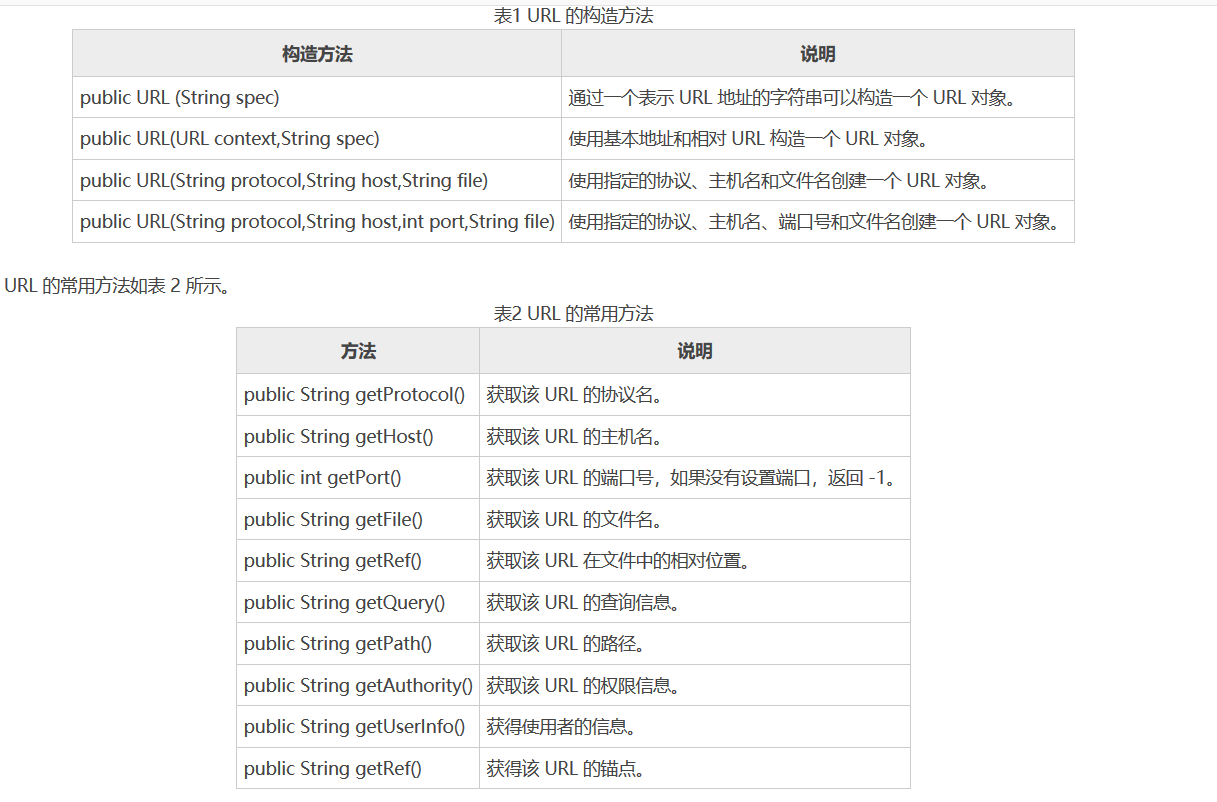 表1 URL 的构造方法
构造方法 说明
public URL (String spec) 通过一个表示 URL 地址的字符串可以构造一个 URL 对象。
public URL(URL context,String spec) 使用基本地址和相对 URL 构造一个 URL 对象。
public URL(String protocol,String host,String file) 使用指定的协议、主机名和文件名创建一个 URL 对象。
public URL(String protocol,String host,int port,String file) 使用指定的协议、主机名、端口号和文件名创建一个 URL 对象。
URL 的常用方法如表 2 所示。
表2 URL 的常用方法
方法 说明
public String getProtocol() 获取该 URL 的协议名。
public String getHost() 获取该 URL 的主机名。
public int getPort() 获取该 URL 的端口号，如果没有设置端口，返回 -1。
public String getFile() 获取该 URL 的文件名。
public String getRef() 获取该 URL 在文件中的相对位置。
public String getQuery() 获取该 URL 的查询信息。
public String getPath() 获取该 URL 的路径。
public String getAuthority() 获取该 URL 的权限信息。
public String getUserInfo() 获得使用者的信息。
public String getRef() 获得该 URL 的锚点。